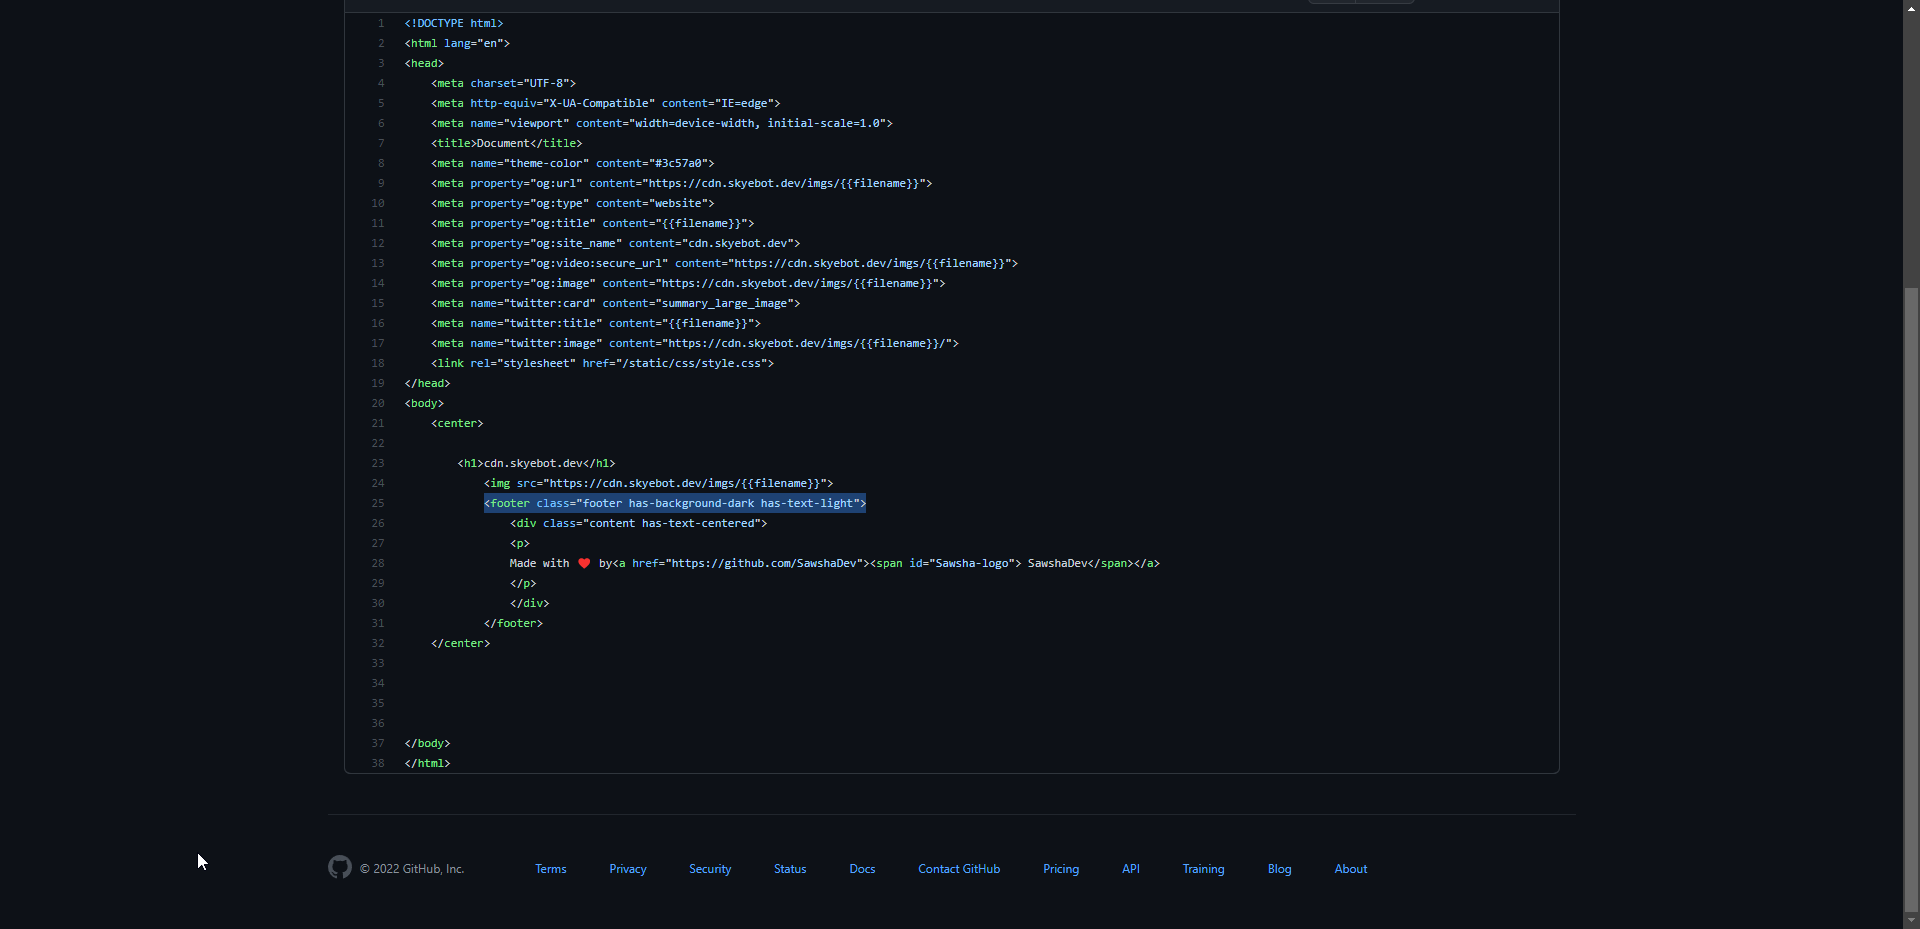 1 <!DOCTYPE html>
2 <html lang="en">
3 <head>
4     <meta charset="UTF-8">
5     <meta http-equiv="X-UA-Compatible" content="IE=edge">
6     <meta name="viewport" content="width=device-width, initial-scale=1.0">
7     <title>Document</title>
8     <meta name="theme-color" content="#3c57a0">
9     <meta property="og:url" content="https://cdn.skyebot.dev/imgs/{{filename}}">
10     <meta property="og:type" content="website">
11     <meta property="og:title" content="{{filename}}">
12     <meta property="og:site_name" content="cdn.skyebot.dev">
13     <meta property="og:video:secure_url" content="https://cdn.skyebot.dev/imgs/{{filename}}">
14     <meta property="og:image" content="https://cdn.skyebot.dev/imgs/{{filename}}">
15     <meta name="twitter:card" content="summary_large_image">
16     <meta name="twitter:title" content="{{filename}}">
17     <meta name="twitter:image" content="https://cdn.skyebot.dev/imgs/{{filename}}/">
18     <link rel="stylesheet" href="/static/css/style.css">
19 </head>
20 <body>
21     <center>
22
23         <h1>cdn.skyebot.dev</h1>
24             <img src="https://cdn.skyebot.dev/imgs/{{filename}}">
25             <footer class="footer has-background-dark has-text-light">
26                 <div class="content has-text-centered">
27                 <p>
28                 Made with ❤️ by<a href="https://github.com/SawshaDev"><span id="Sawsha-logo"> SawshaDev</span></a>
29                 </p>
30                 </div>
31             </footer>
32     </center>
33
34
35
36
37 </body>
38 </html>
© 2022 GitHub, Inc. Terms Privacy Security Status Docs Contact GitHub Pricing API Training Blog About